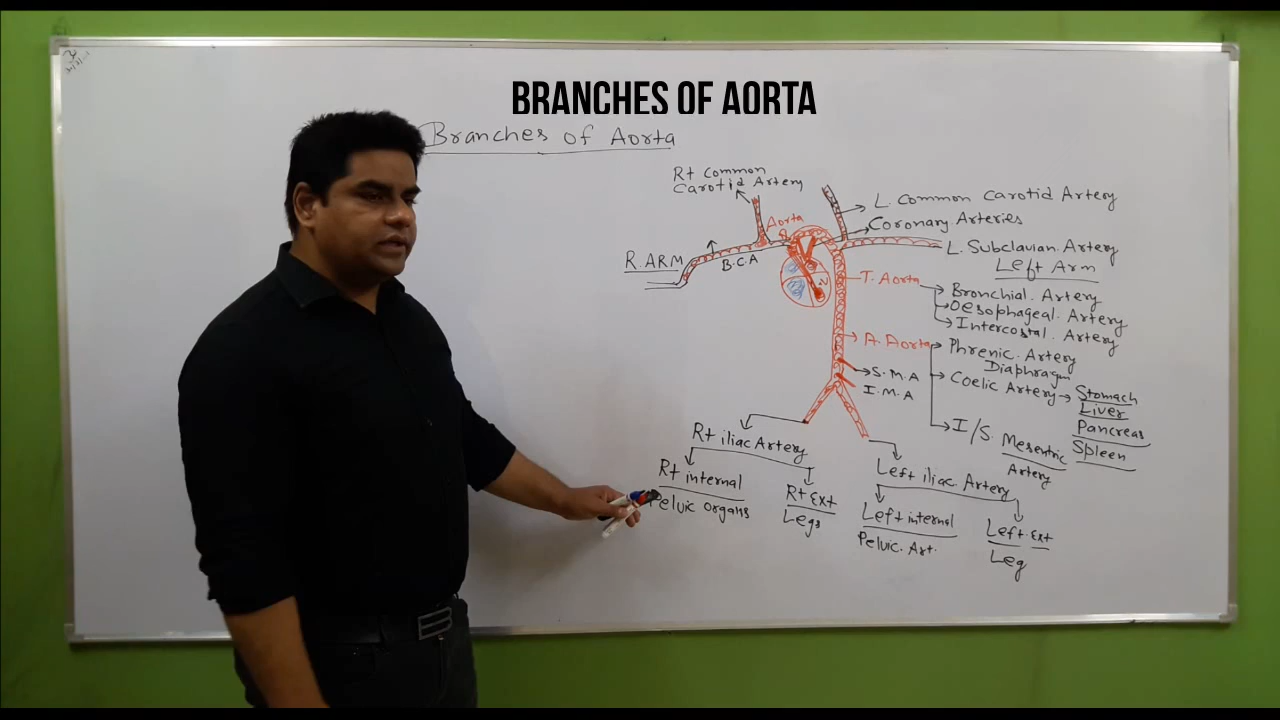 BRANCHES OF AORTA
Branches of Aorta
Rt common
Carotid Artery
L. Common Carotid Artery
Aorta
Coronary Arteries
R. ARM
B.C.A
L. Subclavian. Artery
Left Arm
T. Aorta
Bronchial. Artery
Oesophageal. Artery
Intercostal. Artery
A. Aorta
Phrenic. Artery
Diaphragm
S.M.A
I.M.A
Coelic Artery
Stomach
Liver
Pancreas
Spleen
I/S. Mesentric
Artery
Rt iliac Artery
Rt internal
Pelvic organs
Rt Ext
Legs
Left iliac Artery
Left internal
Pelvic. Art.
Left. Ext
Leg